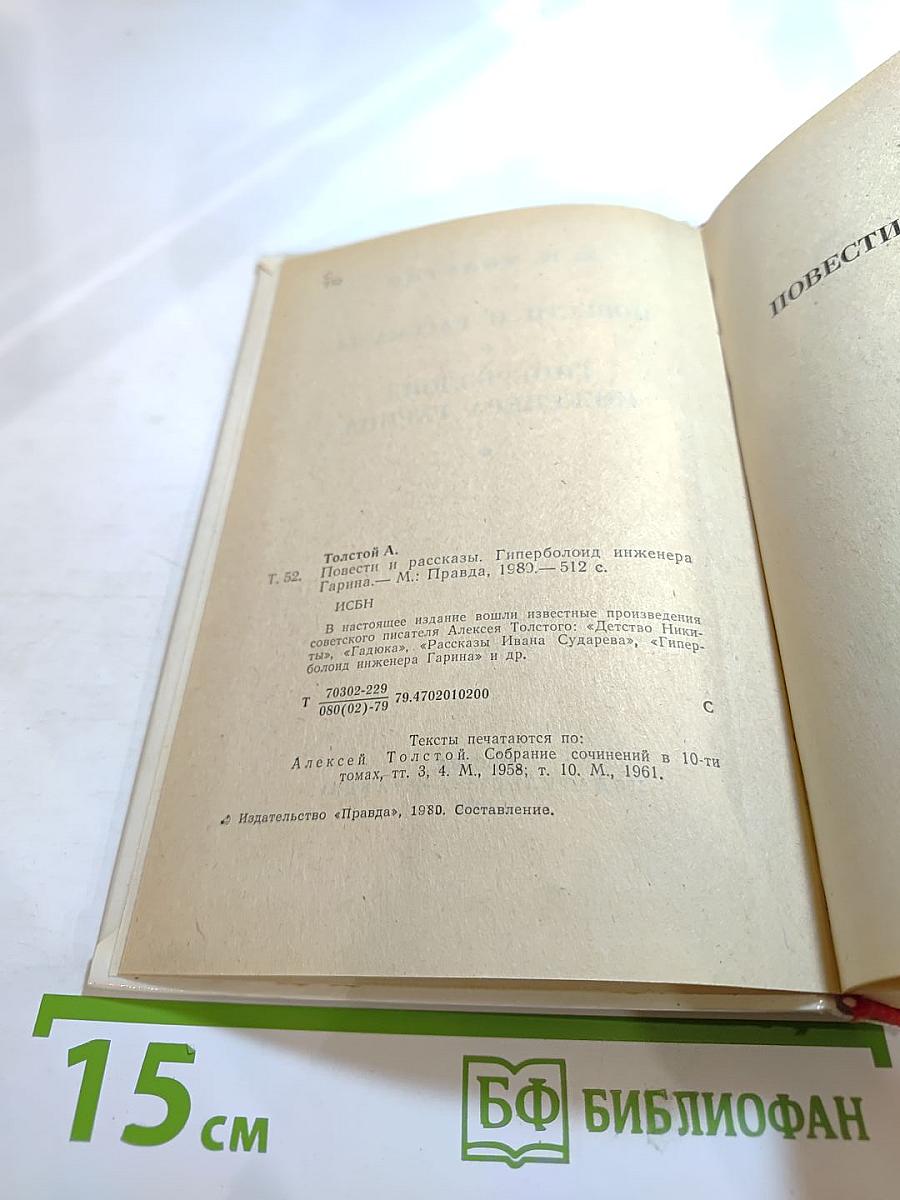 Толстой А.
Т. 52. Повести и рассказы. Гиперболоид инженера
Гарина.— М.: Правда, 1980.— 512 с.
ИСБН
В настоящее издание вошли известные произведения
советского писателя Алексея Толстого: «Детство Ники-
ты», «Гадюка», «Рассказы Ивана Сударева», «Гипер-
болоид инженера Гарина» и др.
Т 70302-229 79.4702010200
080(02)-79
С
Тексты печатаются по:
Алексей Толстой. Собрание сочинений в 10-ти
томах, тт. 3, 4. М., 1958; т. 10. М., 1961.
Издательство «Правда», 1980. Составление.
ПОВЕСТИ
15 см
БФ БИБЛИОФАН